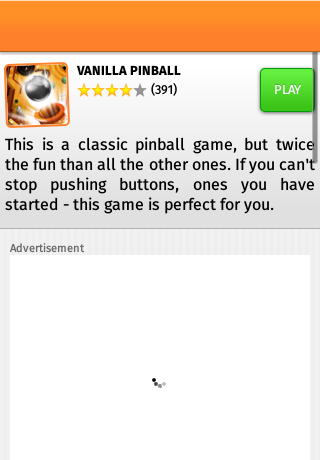 VANILLA PINBALL
(391)
PLAY
This is a classic pinball game, but twice
the fun than all the other ones. If you can't
stop pushing buttons, ones you have
started - this game is perfect for you.
Advertisement